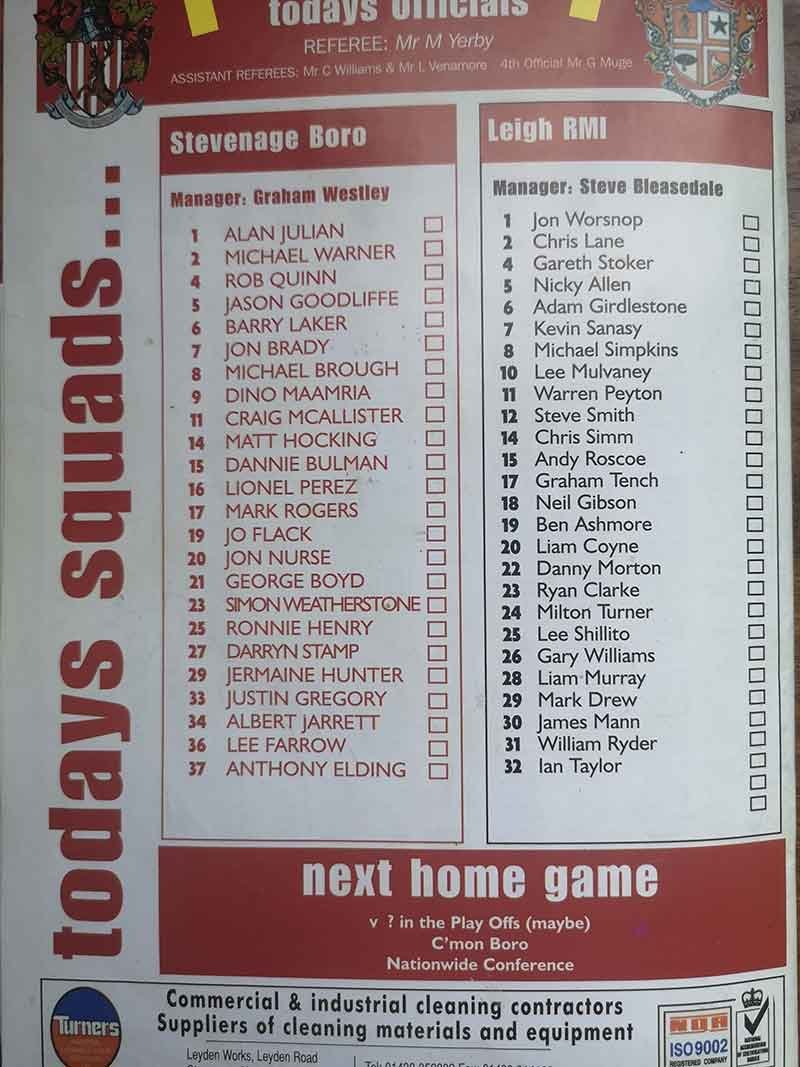 todays officials
REFEREE: Mr M Yerby
ASSISTANT REFEREES: Mr C Williams & Mr L Venamore 4th Official Mr G Muge
todays squads...
Stevenage Boro
Manager: Graham Westley
1 ALAN JULIAN
2 MICHAEL WARNER
4 ROB QUINN
5 JASON GOODLIFFE
6 BARRY LAKER
7 JON BRADY
8 MICHAEL BROUGH
9 DINO MAAMRIA
11 CRAIG MCALLISTER
14 MATT HOCKING
15 DANNIE BULMAN
16 LIONEL PEREZ
17 MARK ROGERS
19 JO FLACK
20 JON NURSE
21 GEORGE BOYD
23 SIMON WEATHERSTONE
25 RONNIE HENRY
27 DARRYN STAMP
29 JERMAINE HUNTER
33 JUSTIN GREGORY
34 ALBERT JARRETT
36 LEE FARROW
37 ANTHONY ELDING
Leigh RMI
Manager: Steve Bleasedale
1 Jon Worsnop
2 Chris Lane
4 Gareth Stoker
5 Nicky Allen
6 Adam Girdlestone
7 Kevin Sanasy
8 Michael Simpkins
10 Lee Mulvaney
11 Warren Peyton
12 Steve Smith
14 Chris Simm
15 Andy Roscoe
17 Graham Tench
18 Neil Gibson
19 Ben Ashmore
20 Liam Coyne
22 Danny Morton
23 Ryan Clarke
24 Milton Turner
25 Lee Shillito
26 Gary Williams
28 Liam Murray
29 Mark Drew
30 James Mann
31 William Ryder
32 Ian Taylor
next home game
v ? in the Play Offs (maybe)
C'mon Boro
Nationwide Conference
Turners
Commercial & industrial cleaning contractors
Suppliers of cleaning materials and equipment
Leyden Works, Leyden Road
NQA
ISO9002
REGISTERED COMPANY